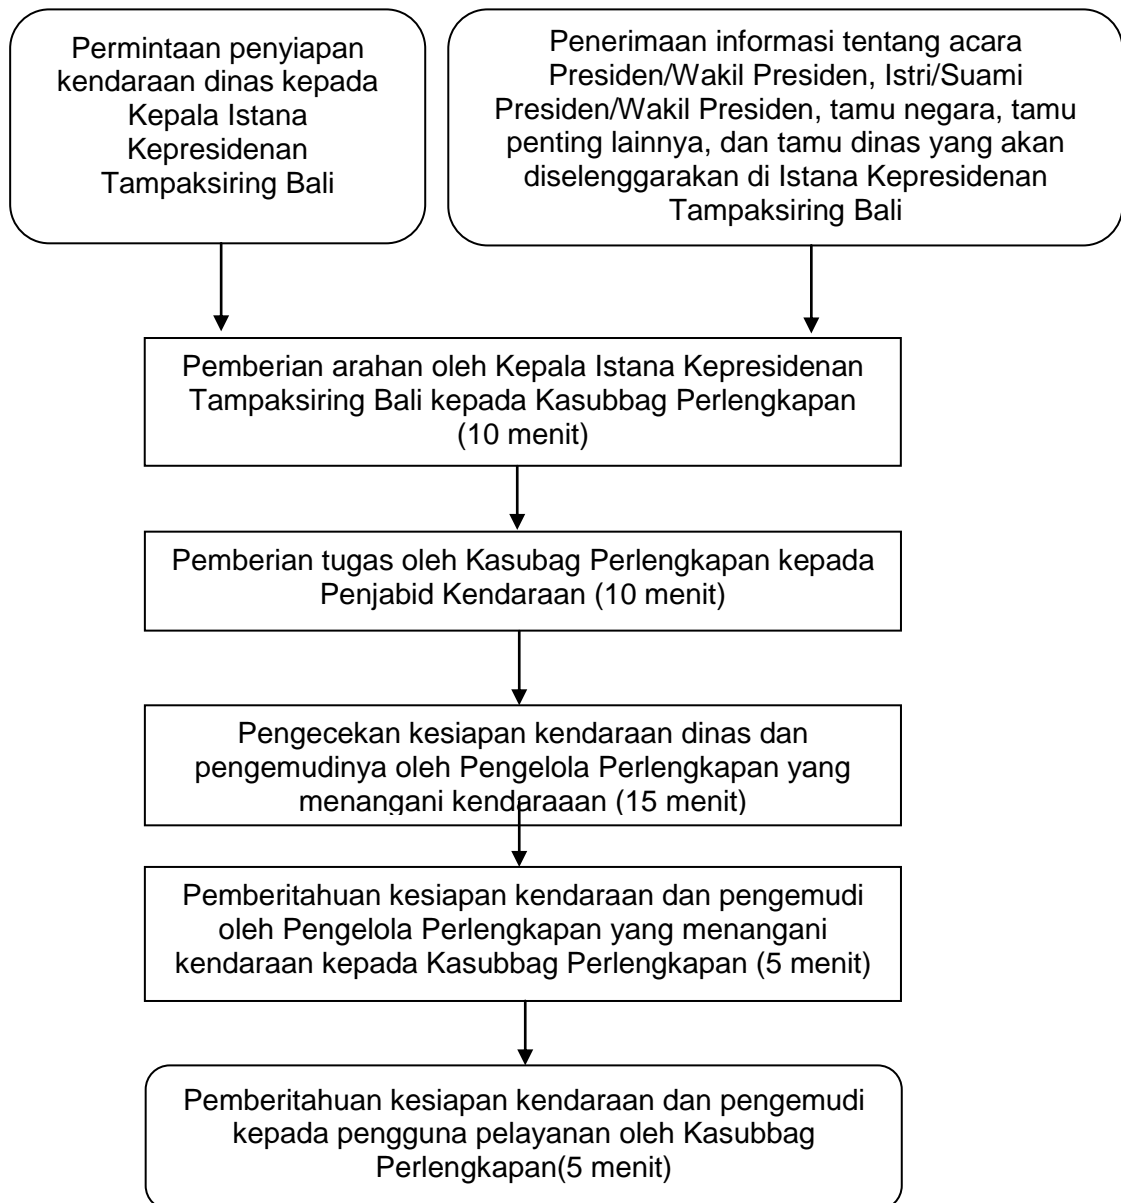 Permintaan penyiapan
kendaraan dinas kepada
Kepala Istana
Kepresidenan
Tampaksiring Bali
Penerimaan informasi tentang acara
Presiden/Wakil Presiden, Istri/Suami
Presiden/Wakil Presiden, tamu negara, tamu
penting lainnya, dan tamu dinas yang akan
diselenggarakan di Istana Kepresidenan
Tampaksiring Bali
Pemberian arahan oleh Kepala Istana Kepresidenan
Tampaksiring Bali kepada Kasubbag Perlengkapan
(10 menit)
Pemberian tugas oleh Kasubag Perlengkapan kepada
Penjabid Kendaraan (10 menit)
Pengecekan kesiapan kendaraan dinas dan
pengemudinya oleh Pengelola Perlengkapan yang
menangani kendaraaan (15 menit)
Pemberitahuan kesiapan kendaraan dan pengemudi
oleh Pengelola Perlengkapan yang menangani
kendaraan kepada Kasubbag Perlengkapan (5 menit)
Pemberitahuan kesiapan kendaraan dan pengemudi
kepada pengguna pelayanan oleh Kasubbag
Perlengkapan(5 menit)